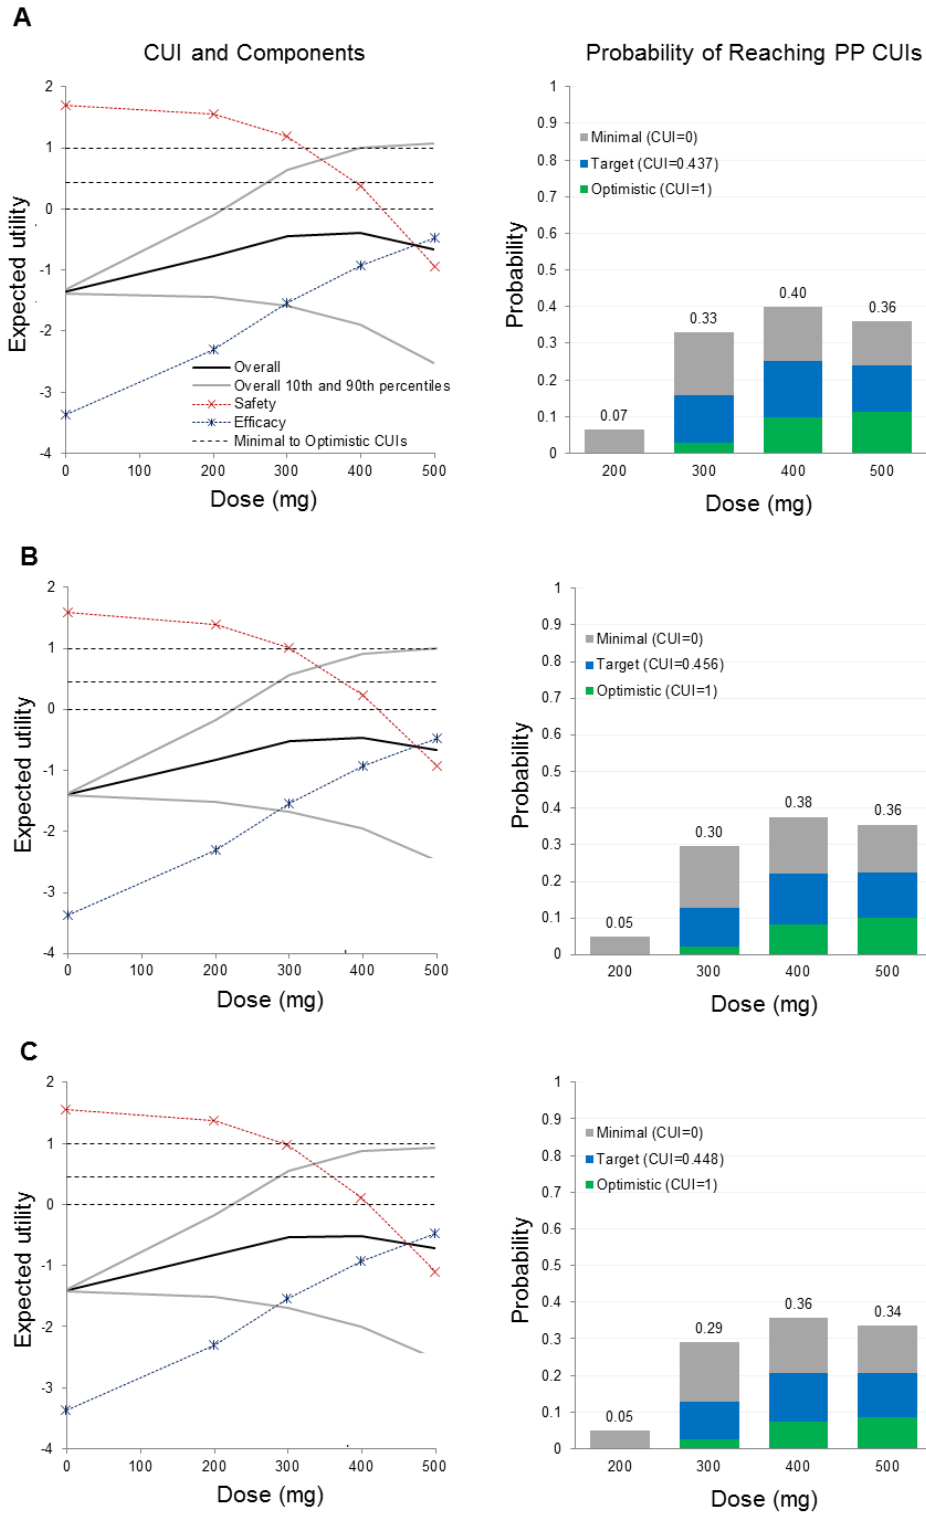 A
CUI and Components
Probability of Reaching PP CUIs
Expected utility
2
1
0
-1
-2
-3
-4
Overall
Overall 10th and 90th percentiles
Safety
Efficacy
Minimal to Optimistic CUIs
0 100 200 300 400 500
Dose (mg)
Probability
1
0.9
0.8
0.7
0.6
0.5
0.4
0.3
0.2
0.1
0
Minimal (CUI=0)
Target (CUI=0.437)
Optimistic (CUI=1)
0.07 0.33 0.40 0.36
200 300 400 500
Dose (mg)
B
Expected utility
2
1
0
-1
-2
-3
-4
0 100 200 300 400 500
Dose (mg)
Probability
1
0.9
0.8
0.7
0.6
0.5
0.4
0.3
0.2
0.1
0
Minimal (CUI=0)
Target (CUI=0.456)
Optimistic (CUI=1)
0.05 0.30 0.38 0.36
200 300 400 500
Dose (mg)
C
Expected utility
2
1
0
-1
-2
-3
-4
0 100 200 300 400 500
Dose (mg)
Probability
1
0.9
0.8
0.7
0.6
0.5
0.4
0.3
0.2
0.1
0
Minimal (CUI=0)
Target (CUI=0.448)
Optimistic (CUI=1)
0.05 0.29 0.36 0.34
200 300 400 500
Dose (mg)